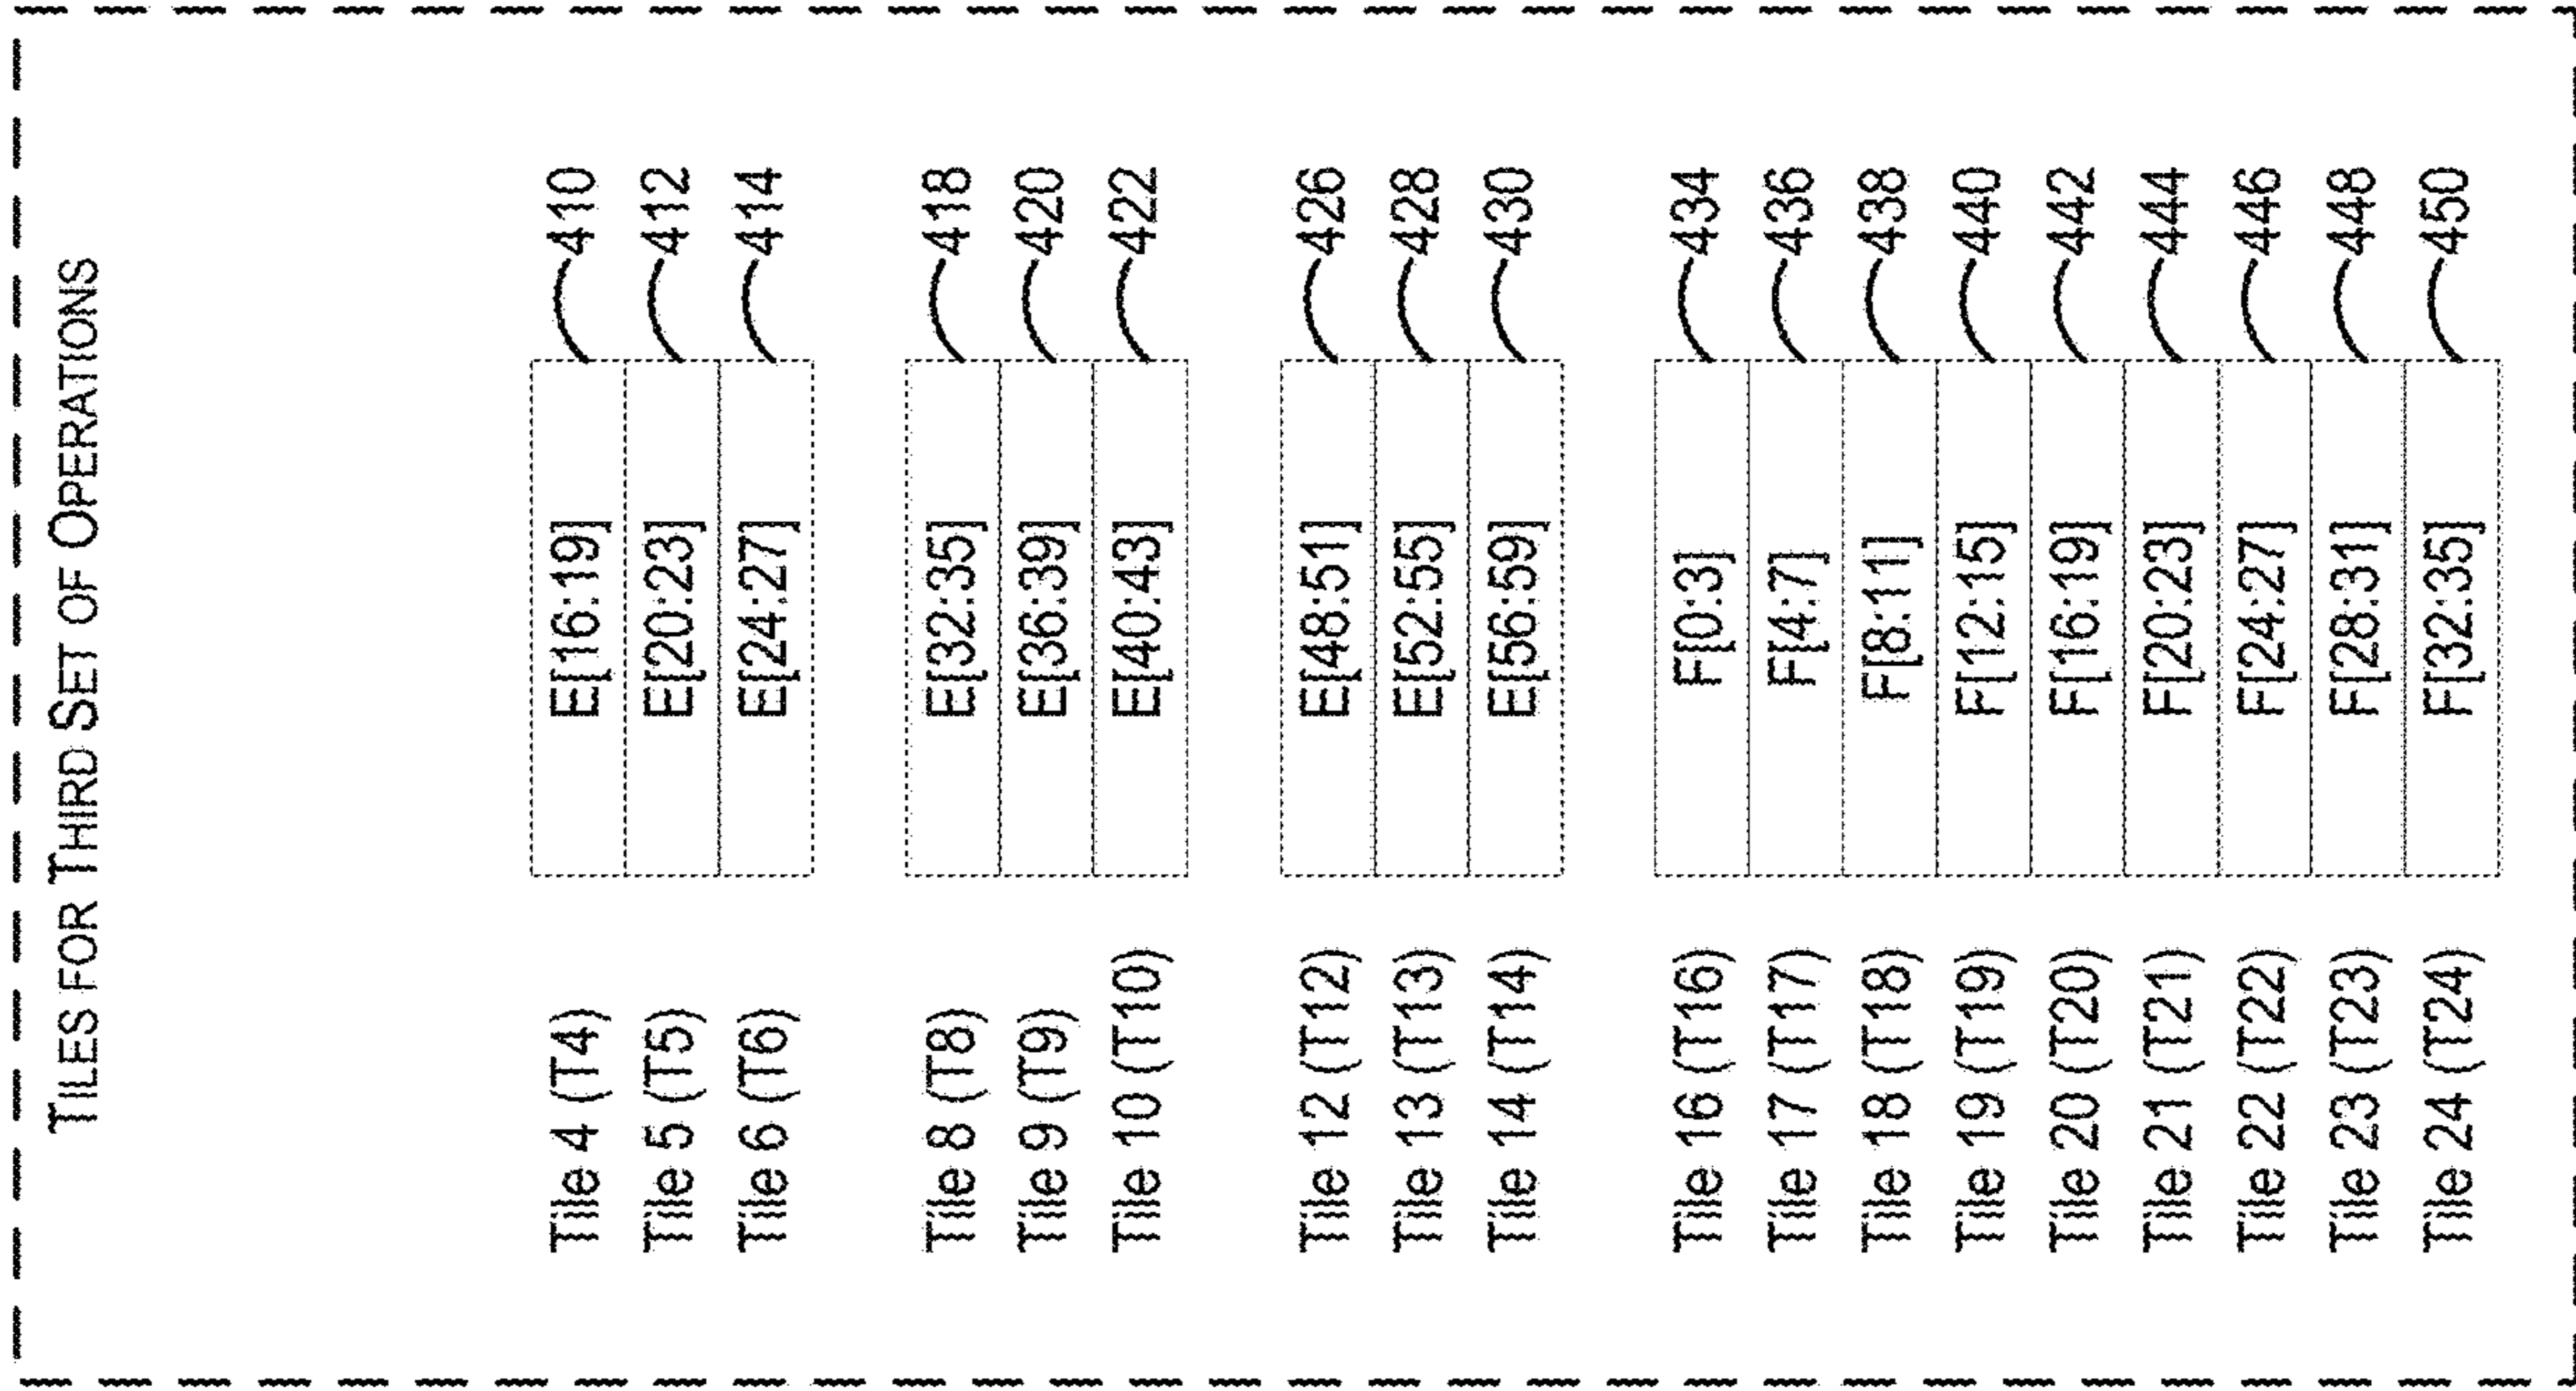 TILES FOR THIRD SET OF OPERATIONS
Tile 4 (T4) E[16:19] 410
Tile 5 (T5) E[20:23] 412
Tile 6 (T6) E[24:27] 414
Tile 8 (T8) E[32:35] 418
Tile 9 (T9) E[36:39] 420
Tile 10 (T10) E[40:43] 422
Tile 12 (T12) E[48:51] 426
Tile 13 (T13) E[52:55] 428
Tile 14 (T14) E[56:59] 430
Tile 16 (T16) F[0:3] 434
Tile 17 (T17) F[4:7] 436
Tile 18 (T18) F[8:11] 438
Tile 19 (T19) F[12:15] 440
Tile 20 (T20) F[16:19] 442
Tile 21 (T21) F[20:23] 444
Tile 22 (T22) F[24:27] 446
Tile 23 (T23) F[28:31] 448
Tile 24 (T24) F[32:35] 450